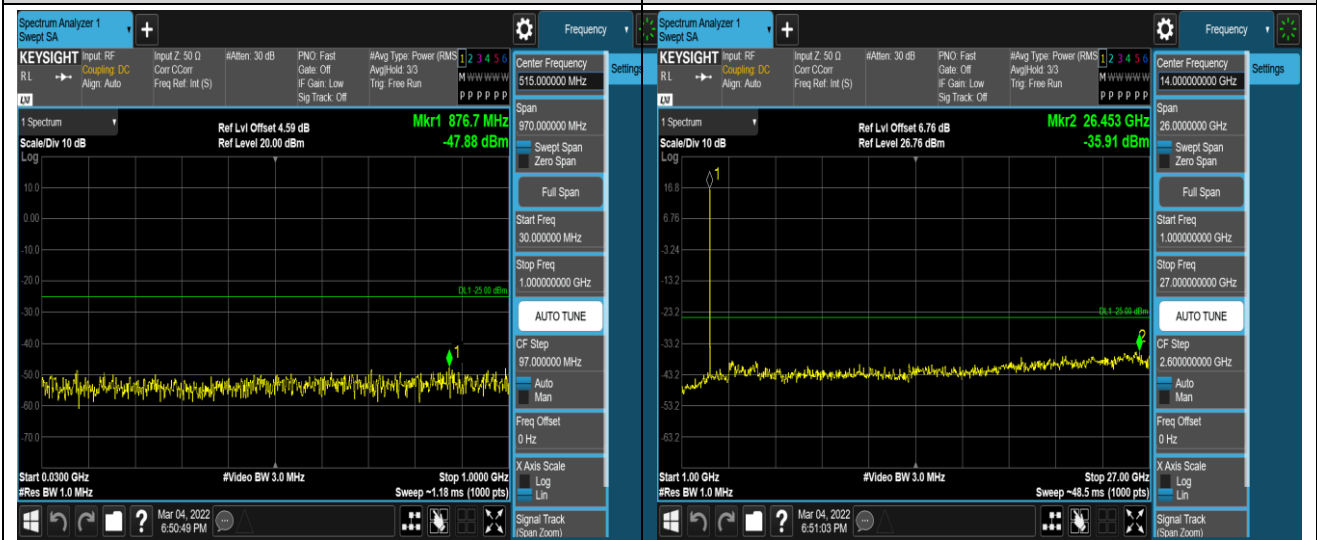 Spectrum Analyzer 1
Swept SA
+
Frequency
KEYSIGHT Input: RF Input Z: 50 Ω #Atten: 30 dB PNO: Fast #Avg Type: Power (RMS 1 2 3 4 5 6
RL Coupling: DC Corr CCorr Gate: Off Avg|Hold: 3/3 M W W W W W
Align: Auto Freq Ref: Int (S) IF Gain: Low Trig: Free Run
Sig Track: Off P P P P P P
LXI
1 Spectrum
Ref Lvl Offset 4.59 dB
Mkr1 876.7 MHz
Scale/Div 10 dB
Ref Level 20.00 dBm
-47.88 dBm
Log
10.0
0.00
-10.0
-20.0
DL1 -25.00 dBm
-30.0
-40.0
1
-50.0
-60.0
-70.0
Start 0.0300 GHz
#Video BW 3.0 MHz
Stop 1.0000 GHz
#Res BW 1.0 MHz
Sweep ~1.18 ms (1000 pts)
?
Mar 04, 2022
6:50:49 PM
Center Frequency
515.000000 MHz
Settings
Span
970.000000 MHz
Swept Span
Zero Span
Full Span
Start Freq
30.000000 MHz
Stop Freq
1.000000000 GHz
AUTO TUNE
CF Step
97.000000 MHz
Auto
Man
Freq Offset
0 Hz
X Axis Scale
Log
Lin
Signal Track
(Span Zoom)
Spectrum Analyzer 1
Swept SA
+
Frequency
KEYSIGHT Input: RF Input Z: 50 Ω #Atten: 30 dB PNO: Fast #Avg Type: Power (RMS 1 2 3 4 5 6
RL Coupling: DC Corr CCorr Gate: Off Avg|Hold: 3/3 M W W W W W
Align: Auto Freq Ref: Int (S) IF Gain: Low Trig: Free Run
Sig Track: Off P P P P P P
LXI
1 Spectrum
Ref Lvl Offset 6.76 dB
Mkr2 26.453 GHz
Scale/Div 10 dB
Ref Level 26.76 dBm
-35.91 dBm
Log
1
16.8
6.76
-3.24
-13.2
-23.2
DL1 -25.00 dBm
-33.2
2
-43.2
-53.2
-63.2
Start 1.00 GHz
#Video BW 3.0 MHz
Stop 27.00 GHz
#Res BW 1.0 MHz
Sweep ~48.5 ms (1000 pts)
?
Mar 04, 2022
6:51:03 PM
Center Frequency
14.000000000 GHz
Settings
Span
26.0000000 GHz
Swept Span
Zero Span
Full Span
Start Freq
1.000000000 GHz
Stop Freq
27.000000000 GHz
AUTO TUNE
CF Step
2.600000000 GHz
Auto
Man
Freq Offset
0 Hz
X Axis Scale
Log
Lin
Signal Track
(Span Zoom)